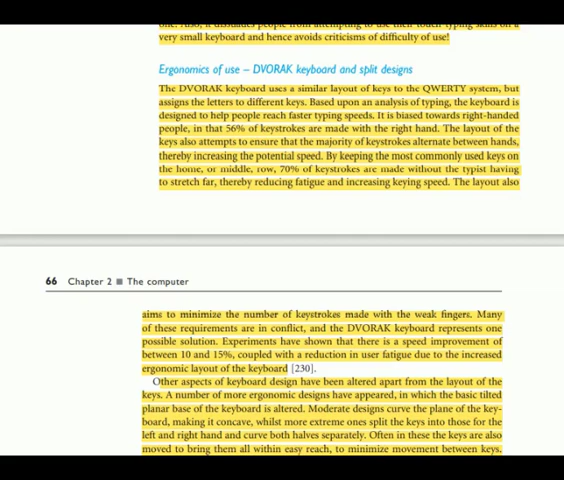 very small keyboard and hence avoids criticisms of difficulty of use!
Ergonomics of use – DVORAK keyboard and split designs
The DVORAK keyboard uses a similar layout of keys to the QWERTY system, but
assigns the letters to different keys. Based upon an analysis of typing, the keyboard is
designed to help people reach faster typing speeds. It is biased towards right-handed
people, in that 56% of keystrokes are made with the right hand. The layout of the
keys also attempts to ensure that the majority of keystrokes alternate between hands,
thereby increasing the potential speed. By keeping the most commonly used keys on
the home, or middle, row, 70% of keystrokes are made without the typist having
to stretch far, thereby reducing fatigue and increasing keying speed. The layout also
66 Chapter 2 ■ The computer
aims to minimize the number of keystrokes made with the weak fingers. Many
of these requirements are in conflict, and the DVORAK keyboard represents one
possible solution. Experiments have shown that there is a speed improvement of
between 10 and 15%, coupled with a reduction in user fatigue due to the increased
ergonomic layout of the keyboard [230].
Other aspects of keyboard design have been altered apart from the layout of the
keys. A number of more ergonomic designs have appeared, in which the basic tilted
planar base of the keyboard is altered. Moderate designs curve the plane of the key-
board, making it concave, whilst more extreme ones split the keys into those for the
left and right hand and curve both halves separately. Often in these the keys are also
moved to bring them all within easy reach, to minimize movement between keys.